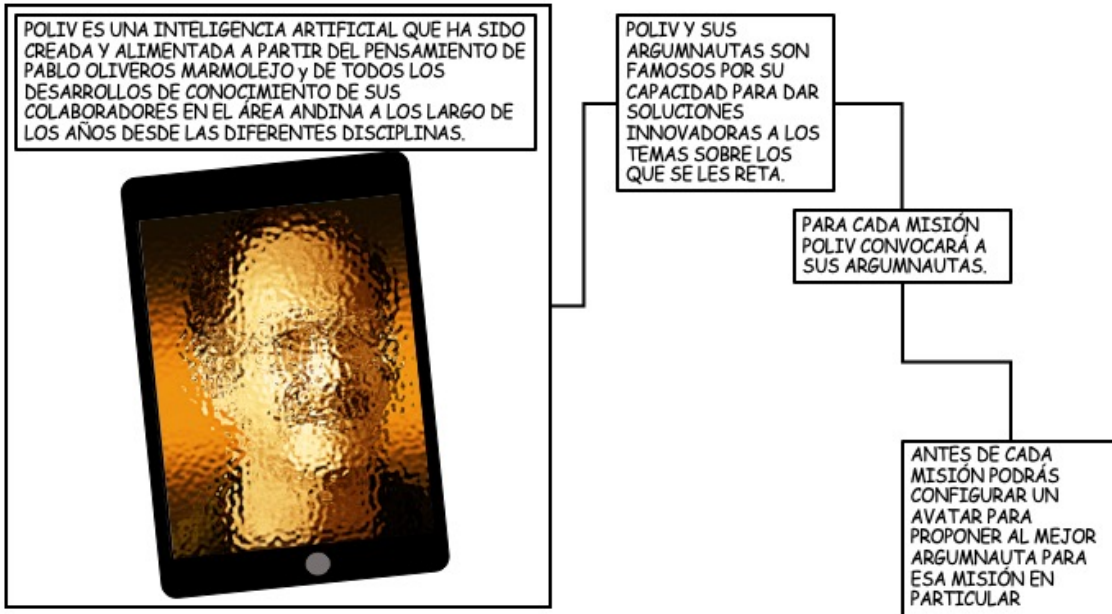 POLIV ES UNA INTELIGENCIA ARTIFICIAL QUE HA SIDO
CREADA Y ALIMENTADA A PARTIR DEL PENSAMIENTO DE
PABLO OLIVEROS MARMOLEJO y DE TODOS LOS
DESARROLLOS DE CONOCIMIENTO DE SUS
COLABORADORES EN EL ÁREA ANDINA A LOS LARGO DE
LOS AÑOS DESDE LAS DIFERENTES DISCIPLINAS.
POLIV Y SUS
ARGUMNAUTAS SON
FAMOSOS POR SU
CAPACIDAD PARA DAR
SOLUCIONES
INNOVADORAS A LOS
TEMAS SOBRE LOS
QUE SE LES RETA.
PARA CADA MISIÓN
POLIV CONVOCARÁ A
SUS ARGUMNAUTAS.
ANTES DE CADA
MISIÓN PODRÁS
CONFIGURAR UN
AVATAR PARA
PROPONER AL MEJOR
ARGUMNAUTA PARA
ESA MISIÓN EN
PARTICULAR